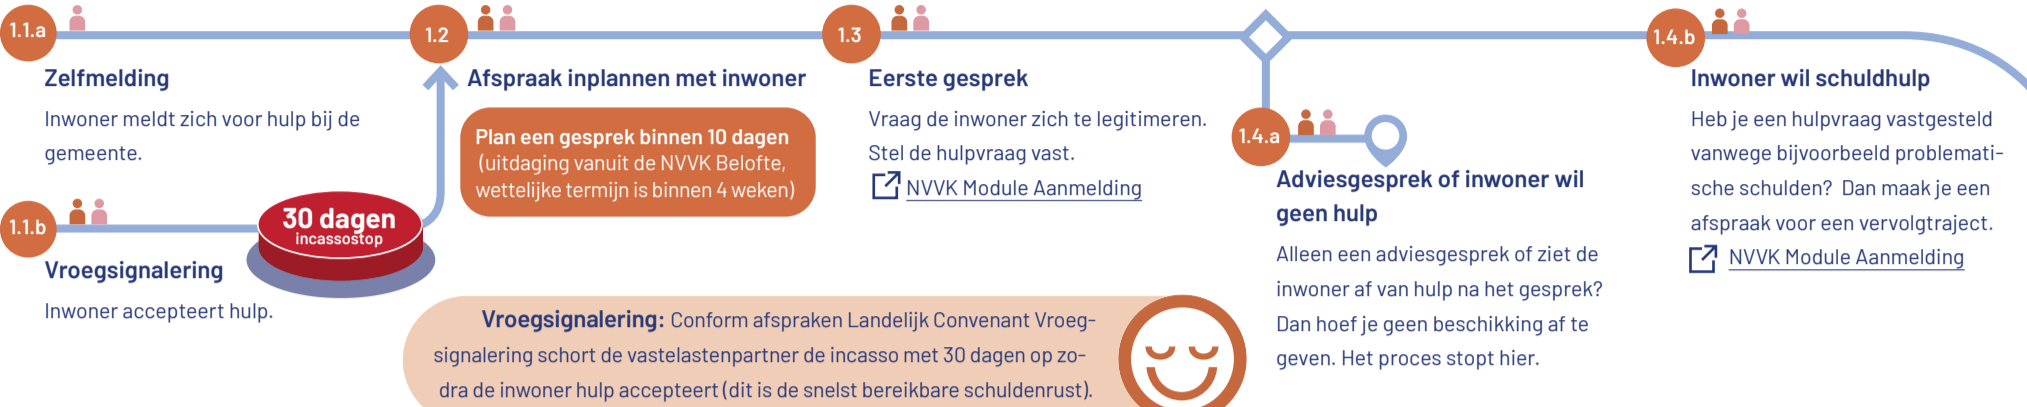 1.1.a
Zelfmelding
Inwoner meldt zich voor hulp bij de
gemeente.
1.1.b
30 dagen
incassostop
Vroegsignalering
Inwoner accepteert hulp.
1.2
Afspraak inplannen met inwoner
Plan een gesprek binnen 10 dagen
(uitdaging vanuit de NVVK Belofte,
wettelijke termijn is binnen 4 weken)
Vroegsignalering: Conform afspraken Landelijk Convenant Vroeg-
signalering schort de vastelastenpartner de incasso met 30 dagen op zo-
dra de inwoner hulp accepteert (dit is de snelst bereikbare schuldenrust).
1.3
Eerste gesprek
Vraag de inwoner zich te legitimeren.
Stel de hulpvraag vast.
NVVK Module Aanmelding
1.4.a
Adviesgesprek of inwoner wil
geen hulp
Alleen een adviesgesprek of ziet de
inwoner af van hulp na het gesprek?
Dan hoef je geen beschikking af te
geven. Het proces stopt hier.
1.4.b
Inwoner wil schuldhulp
Heb je een hulpvraag vastgesteld
vanwege bijvoorbeeld problemati-
sche schulden? Dan maak je een
afspraak voor een vervolgtraject.
NVVK Module Aanmelding